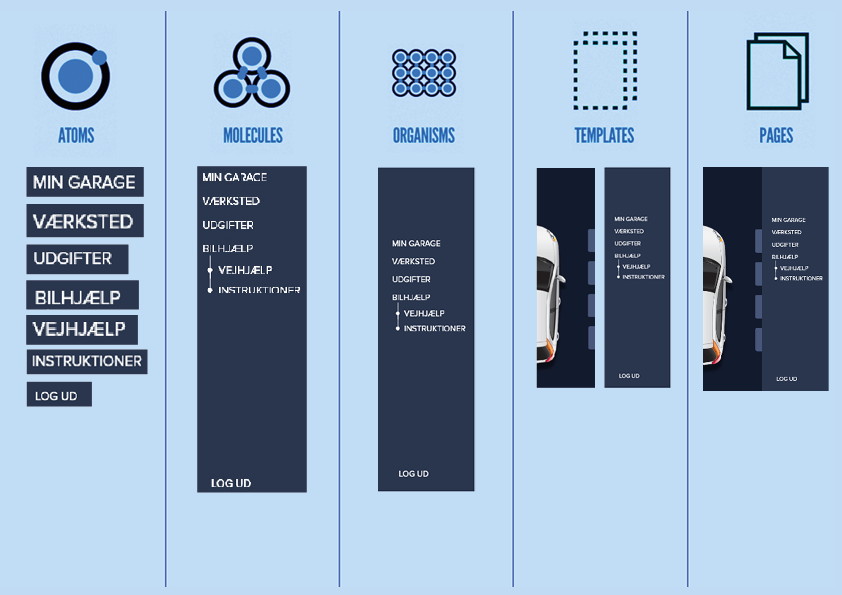 ATOMS
MIN GARAGE
VÆRKSTED
UDGIFTER
BILHJÆLP
VEJHJÆLP
INSTRUKTIONER
LOG UD
MOLECULES
MIN GARACE
VÆRKSTED
UDGIFTER
BILHJÆLP
VEJHJÆLP
INSTRUKTIONER
LOG UD
ORGANISMS
MIN GARAGE
VÆRKSTED
UDGIFTER
BILHJÆLP
VEJHJÆLP
INSTRUKTIONER
LOG UD
TEMPLATES
MIN GARAGE
VÆRKSTED
UDGIFTER
BILHJÆLP
VEJHJÆLP
INSTRUKTIONER
LOG UD
PAGES
MIN GARAGE
VÆRKSTED
UDGIFTER
BILHJÆLP
VEJHJÆLP
INSTRUKTIONER
LOG UD